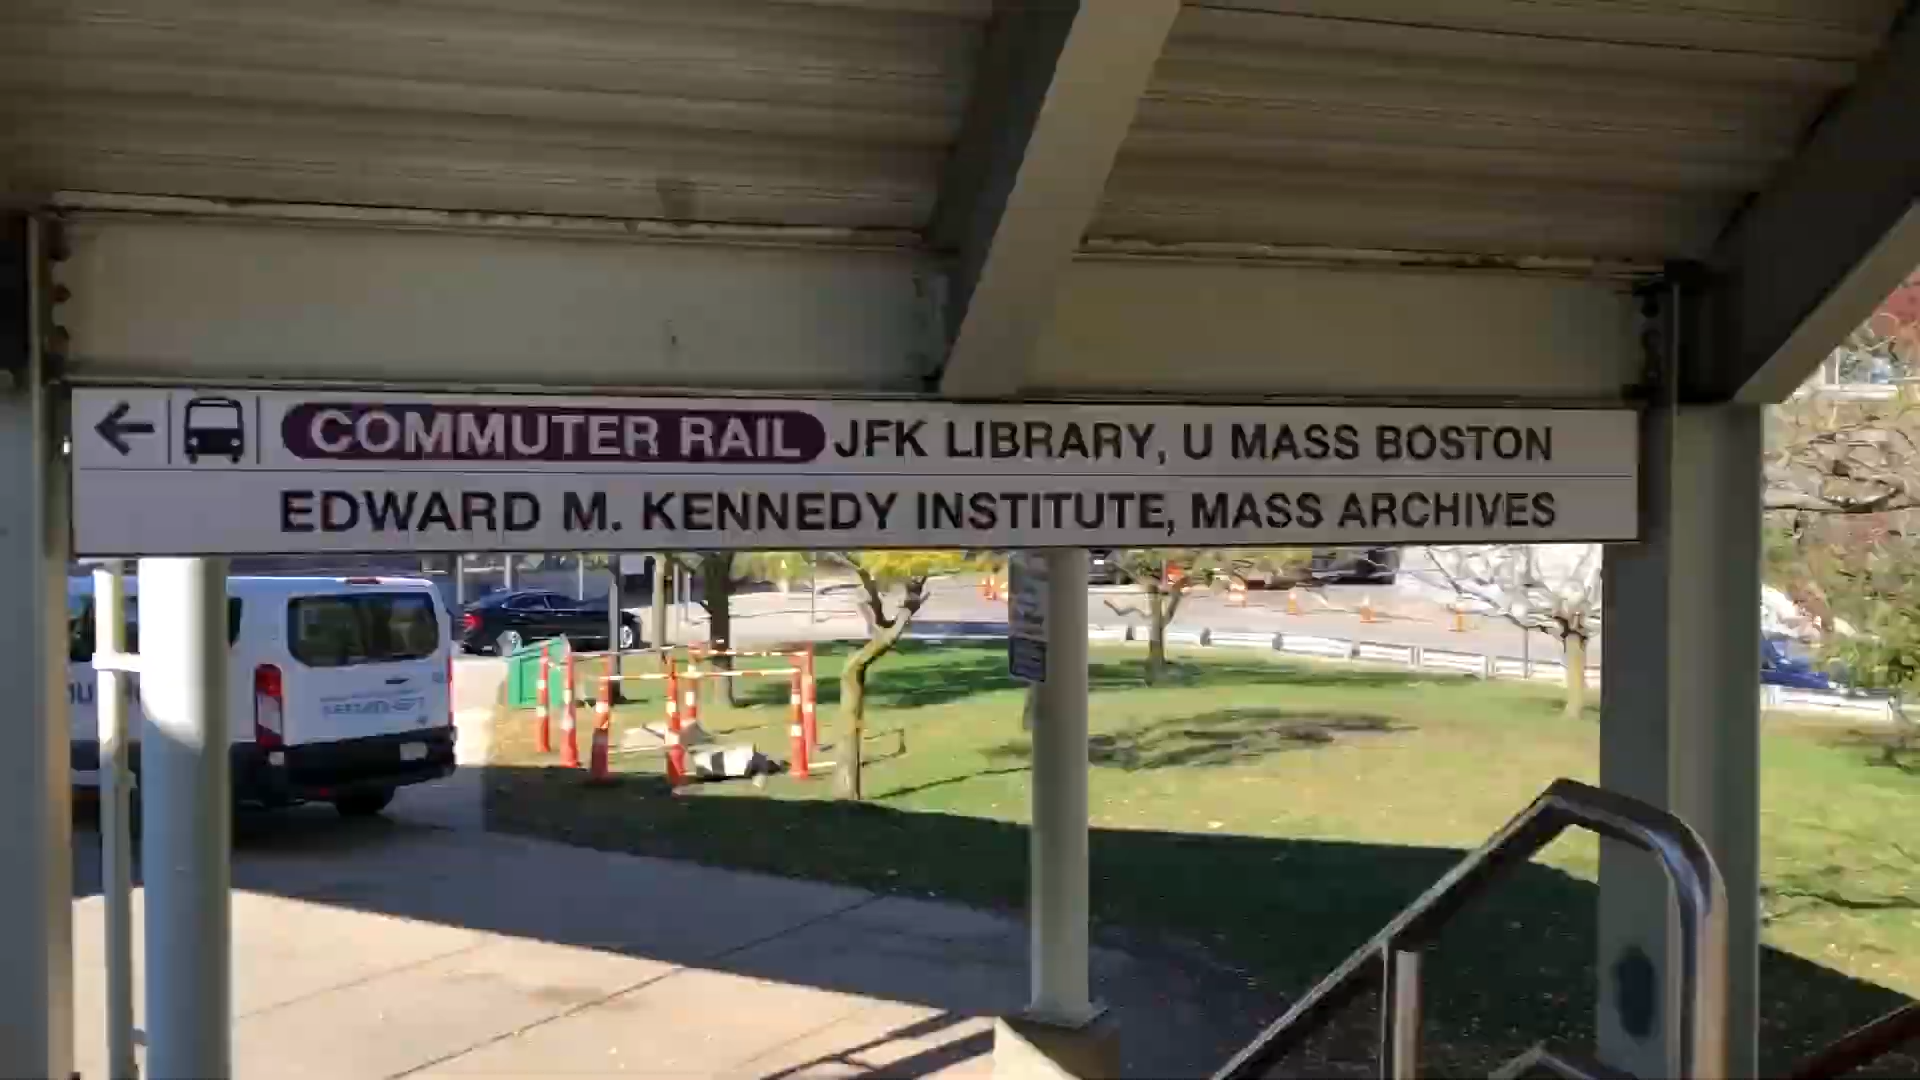 COMMUTER RAIL JFK LIBRARY, U MASS BOSTON
EDWARD M. KENNEDY INSTITUTE, MASS ARCHIVES